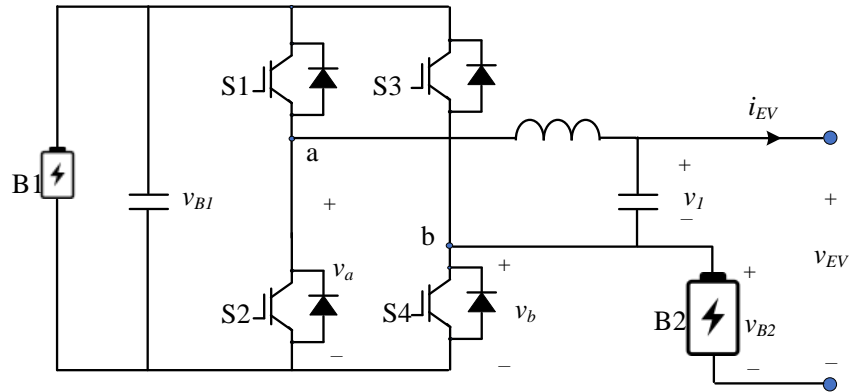 S1
S3
i_EV
a
B1
v_B1
+
v_1
−
+
+
b
v_EV
v_a
+
+
S2
S4
v_b
B2
v_B2
−
−
−
−